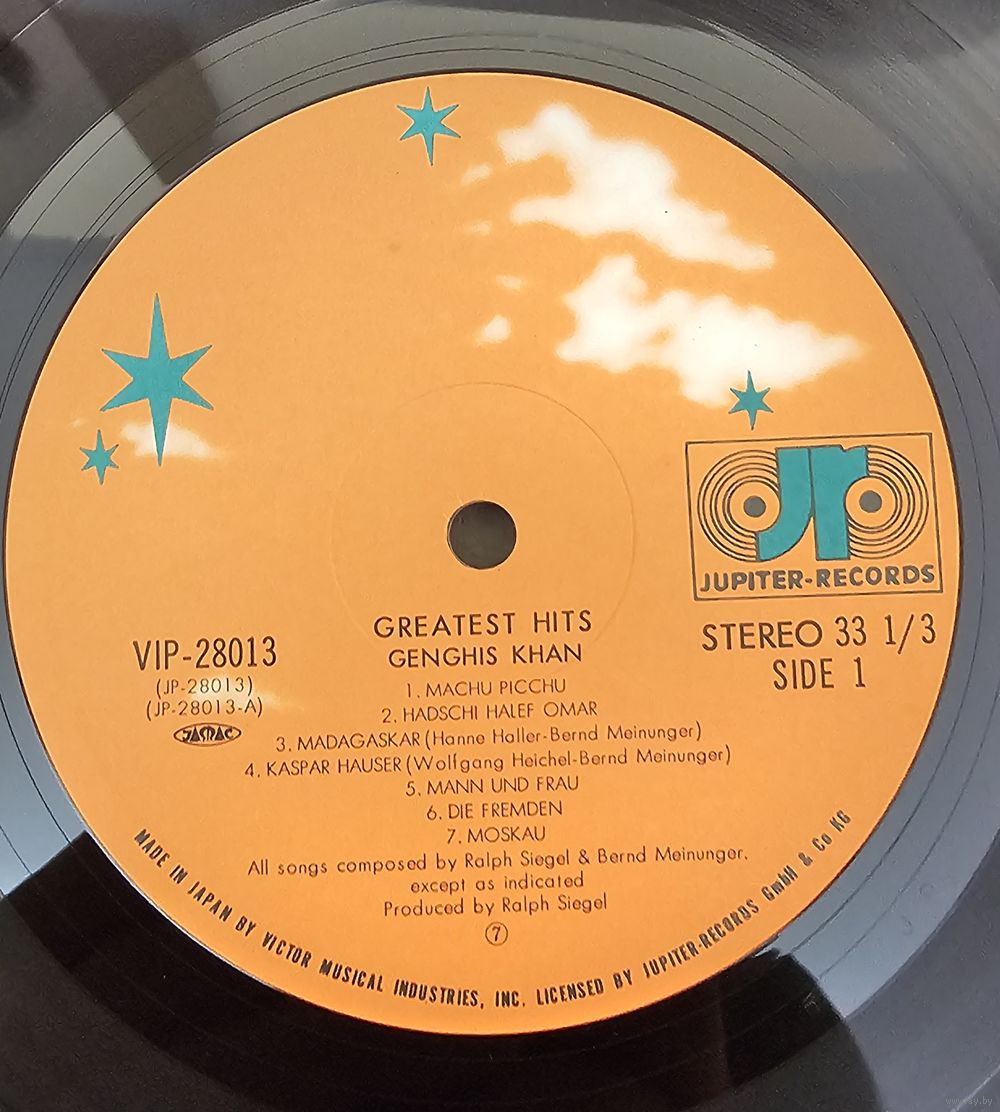 JUPITER-RECORDS
STEREO 33 1/3
SIDE 1
VIP-28013
(JP-28013)
(JP-28013-A)
JASRAC
GREATEST HITS
GENGHIS KHAN
1. MACHU PICCHU
2. HADSCHI HALEF OMAR
3. MADAGASKAR (Hanne Haller-Bernd Meinunger)
4. KASPAR HAUSER (Wolfgang Heichel-Bernd Meinunger)
5. MANN UND FRAU
6. DIE FREMDEN
7. MOSKAU
All songs composed by Ralph Siegel & Bernd Meinunger.
except as indicated
Produced by Ralph Siegel
⑦
MADE IN JAPAN BY VICTOR MUSICAL INDUSTRIES, INC. LICENSED BY JUPITER-RECORDS GmbH & Co KG